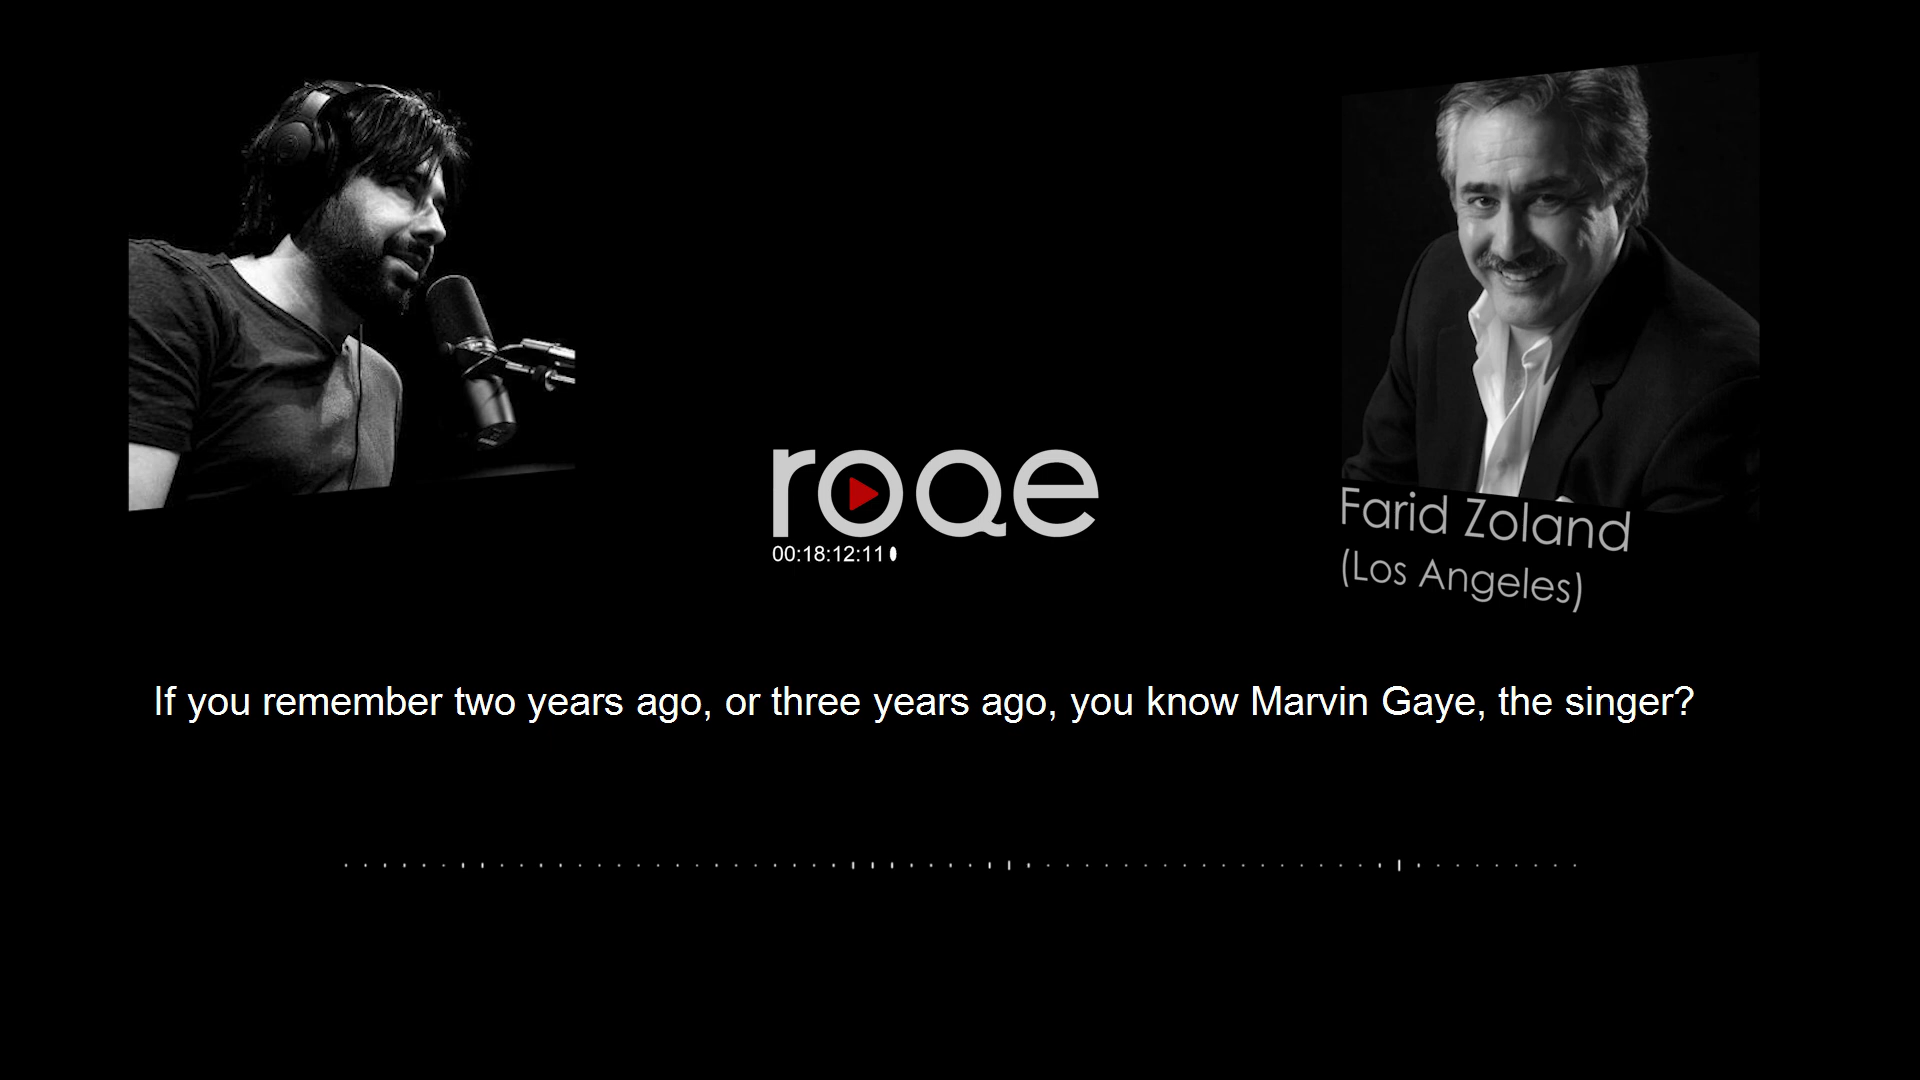 roqe
00:18:12:11
Farid Zoland
(Los Angeles)
If you remember two years ago, or three years ago, you know Marvin Gaye, the singer?